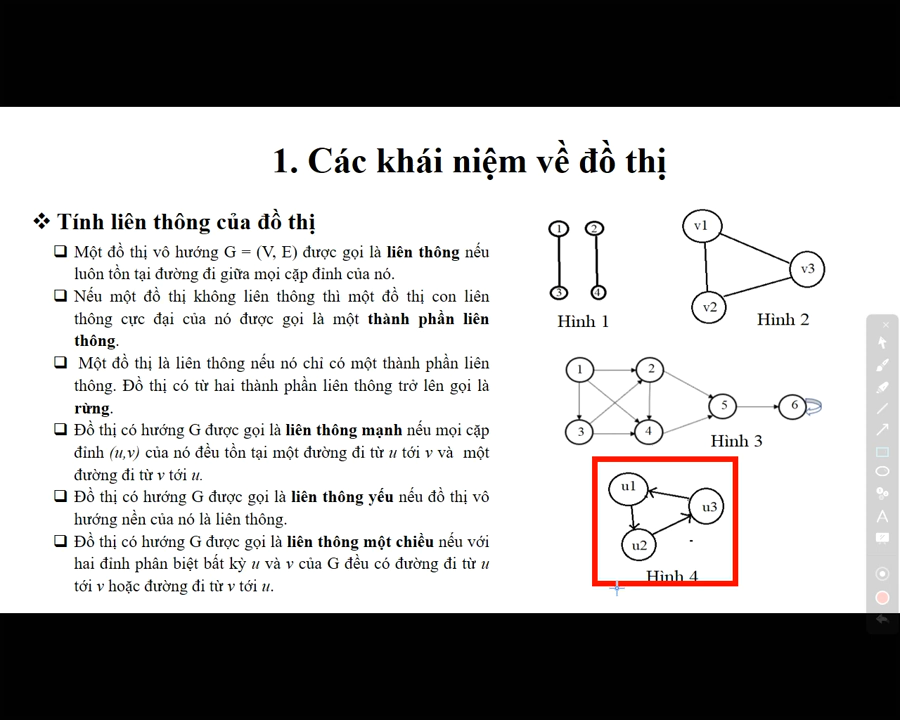 1. Các khái niệm về đồ thị
❖ Tính liên thông của đồ thị
❑ Một đồ thị vô hướng G = (V, E) được gọi là liên thông nếu
luôn tồn tại đường đi giữa mọi cặp đỉnh của nó.
❑ Nếu một đồ thị không liên thông thì một đồ thị con liên
thông cực đại của nó được gọi là một thành phần liên
thông.
❑ Một đồ thị là liên thông nếu nó chỉ có một thành phần liên
thông. Đồ thị có từ hai thành phần liên thông trở lên gọi là
rừng.
❑ Đồ thị có hướng G được gọi là liên thông mạnh nếu mọi cặp
đỉnh (u,v) của nó đều tồn tại một đường đi từ u tới v và một
đường đi từ v tới u.
❑ Đồ thị có hướng G được gọi là liên thông yếu nếu đồ thị vô
hướng nền của nó là liên thông.
❑ Đồ thị có hướng G được gọi là liên thông một chiều nếu với
hai đỉnh phân biệt bất kỳ u và v của G đều có đường đi từ u
tới v hoặc đường đi từ v tới u.
1 2
3 4
Hình 1
v1
v3
v2
Hình 2
1 2
5 6
3 4
Hình 3
u1
u3
u2
Hình 4
A